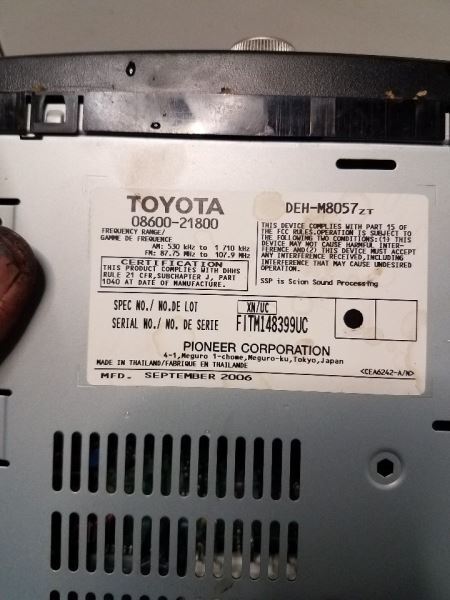 TOYOTA
08600-21800
FREQUENCY RANGE/
GAMME DE FREQUENCE
AM: 530 kHz to 1 710 kHz
FM: 87.75 MHz to 107.9 MHz
CERTIFICATION
THIS PRODUCT COMPLIES WITH DHHS
RULE 21 CFR, SUBCHAPTER J, PART
1040 AT DATE OF MANUFACTURE.
DEH-M8057ZT
THIS DEVICE COMPLIES WITH PART 15 OF
THE FCC RULES.OPERATION IS SUBJECT TO
THE FOLLOWING TWO CONDITIONS:(1) THIS
DEVICE MAY NOT CAUSE HARMFUL INTER-
FERENCE AND(2) THIS DEVICE MUST ACCEPT
ANY INTERFERENCE RECEIVED,INCLUDING
INTERFERENCE THAT MAY CAUSE UNDESIRED
OPERATION.
SSP is Scion Sound Processing
SPEC NO./ NO.DE LOT XN/UC
SERIAL NO./ NO. DE SERIE FITMI48399UC
PIONEER CORPORATION
4-1,Meguro 1-chome,Meguro-ku,Tokyo,Japan
MADE IN THAILAND/FABRIQUE EN THAILANDE
<CEA6242-A/N>
MFD. SEPTEMBER 2006